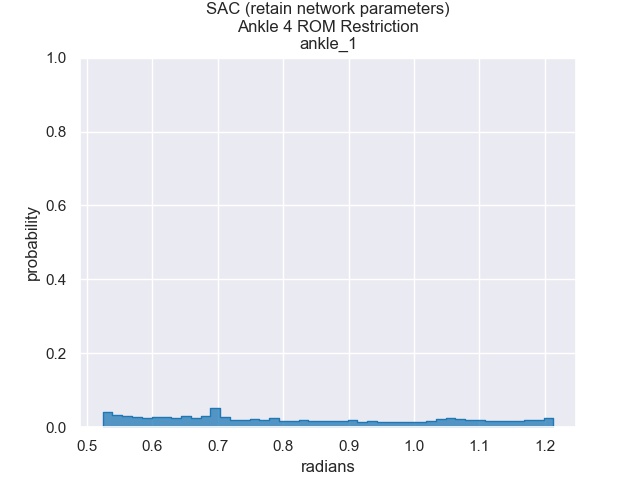 SAC (retain network parameters)
Ankle 4 ROM Restriction
ankle_1
1.0
0.8
0.6
0.4
0.2
0.0
probability
0.5 0.6 0.7 0.8 0.9 1.0 1.1 1.2
radians